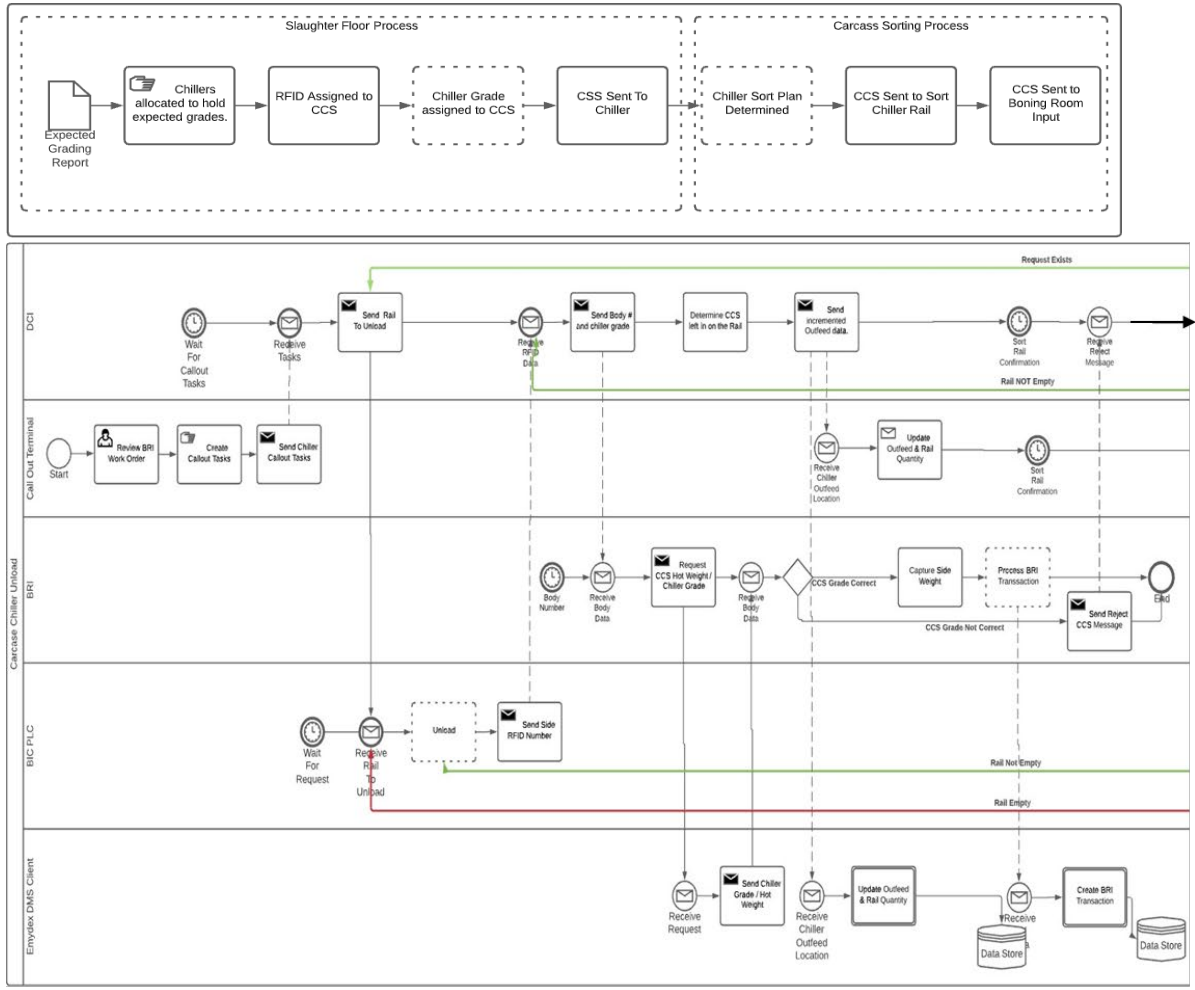 Slaughter Floor Process
Carcass Sorting Process
Expected
Grading
Report
Chillers
allocated to hold
expected grades.
RFID Assigned to
CCS
Chiller Grade
assigned to CCS
CSS Sent To
Chiller
Chiller Sort Plan
Determined
CCS Sent to Sort
Chiller Rail
CCS Sent to
Boning Room
Input
Carcase Chiller Unload
DCI
Request Exists
Wait
For
Callout
Tasks
Receive
Tasks
Send Rail
To Unload
Receive
RFID
Data
Send Body #
and chiller grade
Determine CCS
left in on the Rail
Send
incremented
Outfeed data.
Sort
Rail
Confirmation
Receive
Reject
Message
Rail NOT Empty
Call Out Terminal
Start
Review BRI
Work Order
Create
Callout Tasks
Send Chiller
Callout Tasks
Receive
Chiller
Outfeed
Location
Update
Outfeed & Rail
Quantity
Sort
Rail
Confirmation
BRI
Body
Number
Receive
Body
Data
Request
CCS Hot Weight /
Chiller Grade
Receive
Body
Data
CCS Grade Correct
Capture Side
Weight
Process BRI
Transsaction
End
Send Reject
CCS Message
CCS Grade Not Correct
BIC PLC
Wait
For
Request
Receive
Rail
To
Unload
Unload
Send Side
RFID Number
Rail Not Empty
Rail Empty
Emydex DMS Client
Receive
Request
Send Chiller
Grade / Hot
Weight
Receive
Chiller
Outfeed
Location
Update Outfeed
& Rail Quantity
Data Store
Receive
Create BRI
Transaction
Data Store